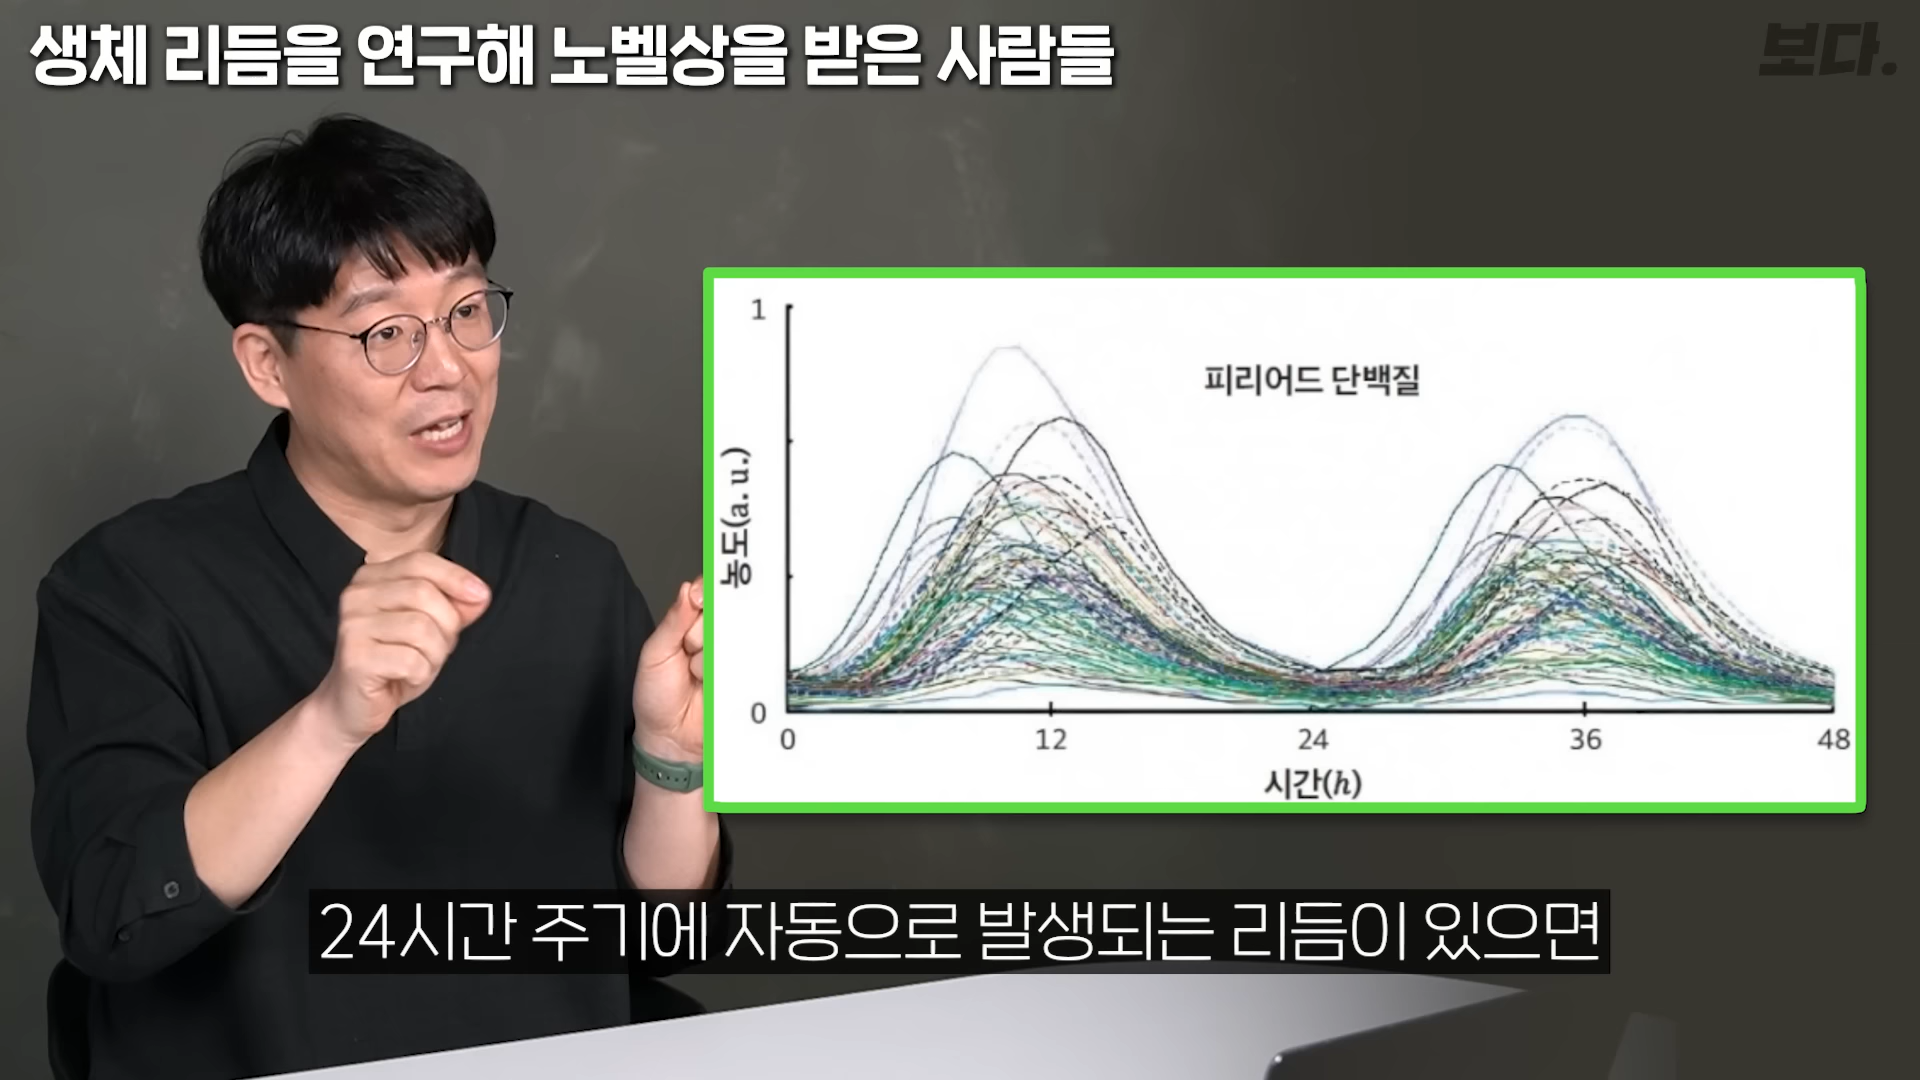 생체 리듬을 연구해 노벨상을 받은 사람들
보다.
1
피리어드 단백질
농도(a. u.)
0
0 12 24 36 48
시간(h)
24시간 주기에 자동으로 발생되는 리듬이 있으면